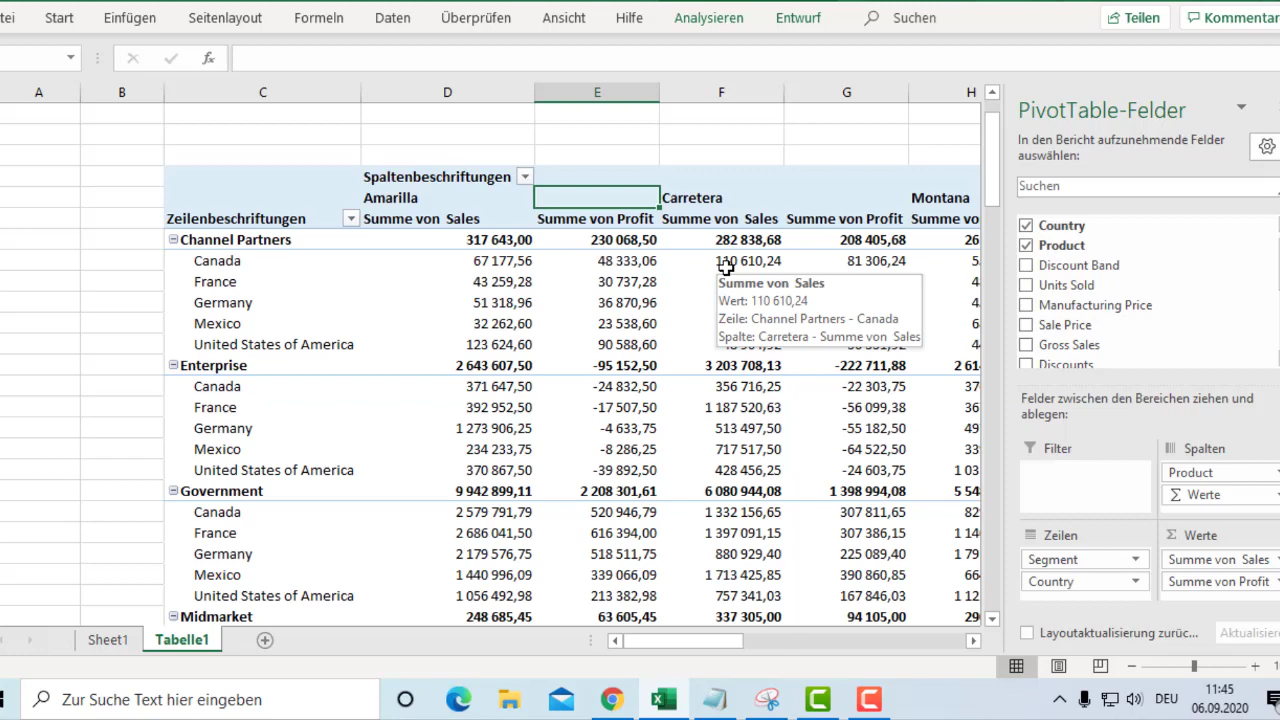 tei Start Einfügen Seitenlayout Formeln Daten Überprüfen Ansicht Hilfe Analysieren Entwurf Suchen Teilen Kommentar
fx
A B C D E F G H
Spaltenbeschriftungen
Amarilla Carretera Montana
Zeilenbeschriftungen Summe von Sales Summe von Profit Summe von Sales Summe von Profit Summe vo
Channel Partners 317 643,00 230 068,50 282 838,68 208 405,68 26
Canada 67 177,56 48 333,06 110 610,24 81 306,24 5
France 43 259,28 30 737,28 4
Germany 51 318,96 36 870,96
Mexico 32 262,60 23 538,60 6
United States of America 123 624,60 90 588,60 4
Summe von Sales
Wert: 110 610,24
Zeile: Channel Partners - Canada
Spalte: Carretera - Summe von Sales
Enterprise 2 643 607,50 -95 152,50 3 203 708,13 -222 711,88 2 61
Canada 371 647,50 -24 832,50 356 716,25 -22 303,75 37
France 392 952,50 -17 507,50 1 187 520,63 -56 099,38 36
Germany 1 273 906,25 -4 633,75 513 497,50 -55 182,50 49
Mexico 234 233,75 -8 286,25 717 517,50 -64 522,50 33
United States of America 370 867,50 -39 892,50 428 456,25 -24 603,75 1 03
Government 9 942 899,11 2 208 301,61 6 080 944,08 1 398 994,08 5 54
Canada 2 579 791,79 520 946,79 1 332 156,65 307 811,65 82
France 2 686 041,50 616 394,00 1 397 091,15 307 386,15 1 14
Germany 2 179 576,75 518 511,75 880 929,40 225 089,40 1 79
Mexico 1 440 996,09 339 066,09 1 713 425,85 390 860,85 66
United States of America 1 056 492,98 213 382,98 757 341,03 167 846,03 1 12
Midmarket 248 685,45 63 605,45 337 305,00 94 105,00 29
PivotTable-Felder
In den Bericht aufzunehmende Felder
auswählen:
Suchen
Country
Product
Discount Band
Units Sold
Manufacturing Price
Sale Price
Gross Sales
Discounts
Felder zwischen den Bereichen ziehen und
ablegen:
Filter Spalten
Product
Σ Werte
Zeilen Σ Werte
Segment Summe von Sales
Country Summe von Profit
Layoutaktualisierung zurüc... Aktualisier
Sheet1 Tabelle1
Zur Suche Text hier eingeben
DEU
11:45
06.09.2020